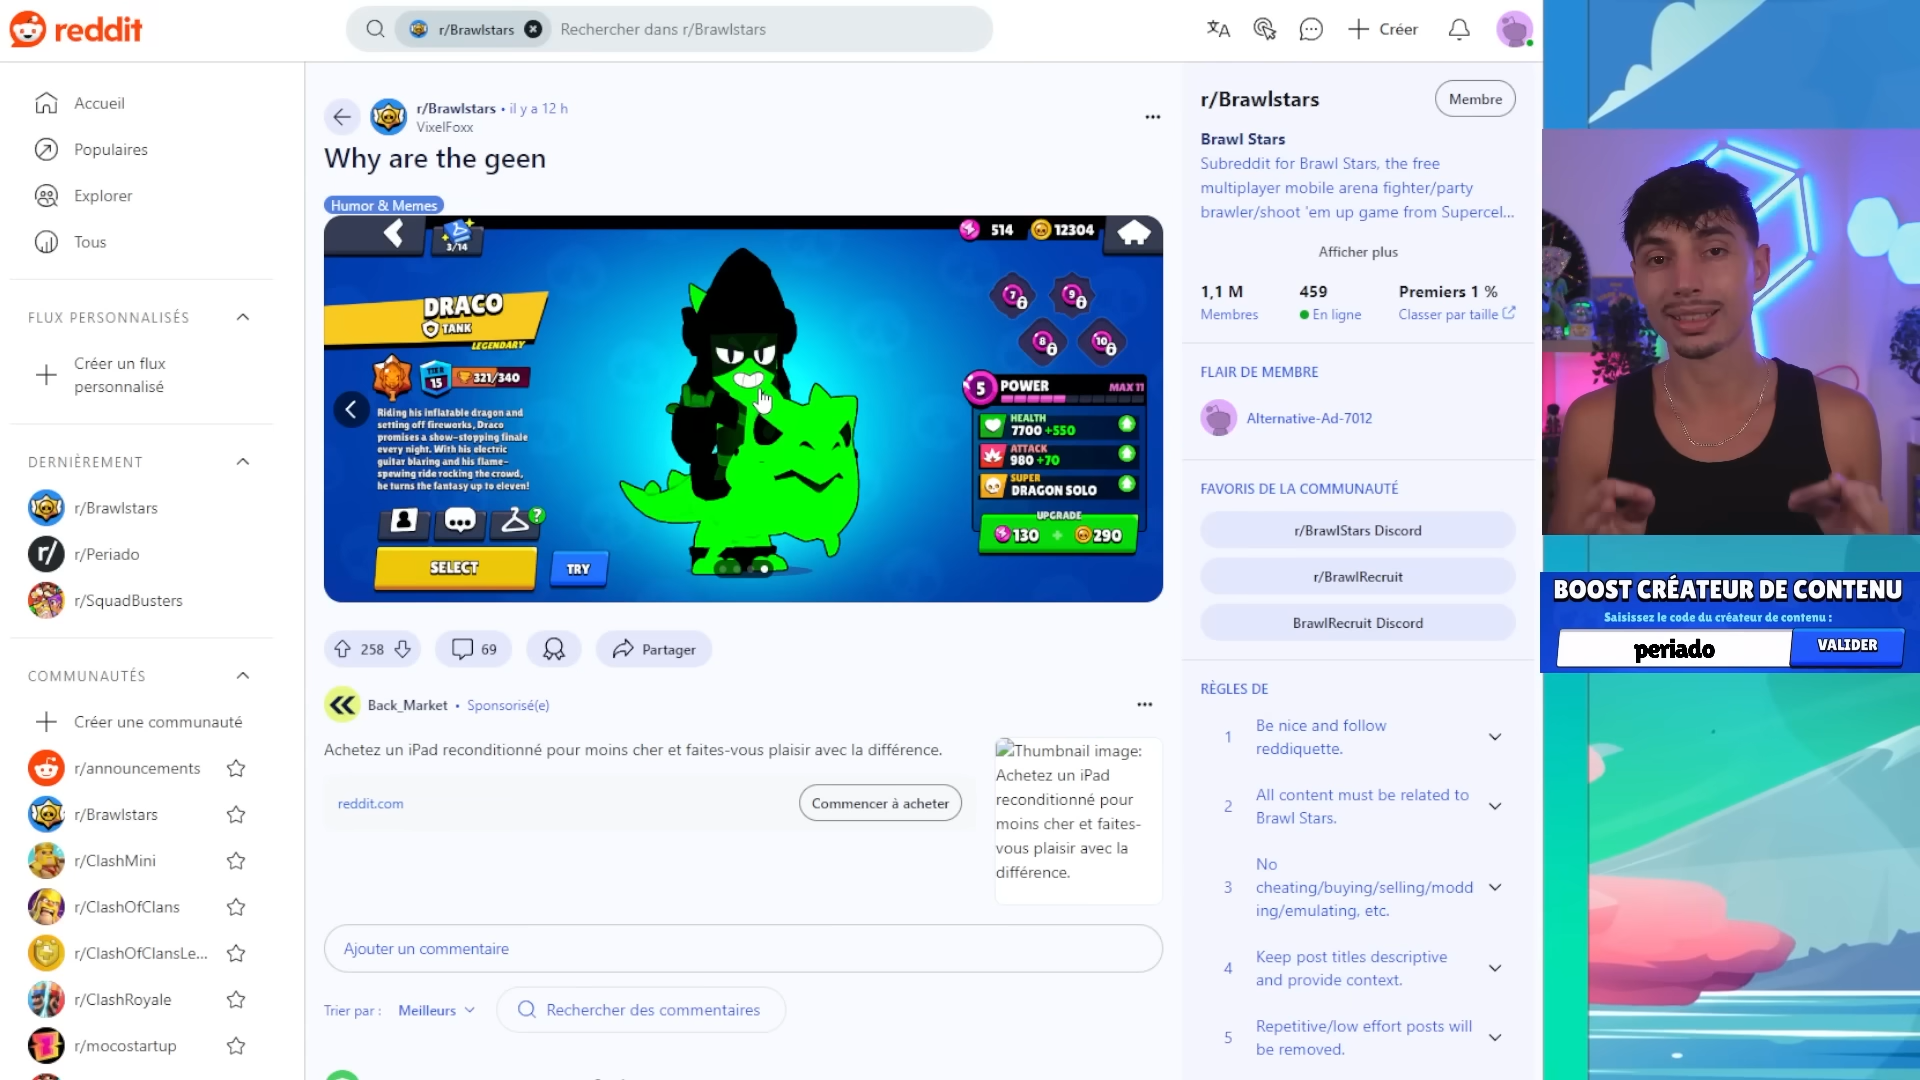 reddit
r/Brawlstars
Rechercher dans r/Brawlstars
Créer
Accueil
Populaires
Explorer
Tous
FLUX PERSONNALISÉS
Créer un flux
personnalisé
DERNIÈREMENT
r/Brawlstars
r/Periado
r/SquadBusters
COMMUNAUTÉS
Créer une communauté
r/announcements
r/Brawlstars
r/ClashMini
r/ClashOfClans
r/ClashOfClansLe...
r/ClashRoyale
r/mocostartup
r/Brawlstars • il y a 12 h
VixelFoxx
Why are the geen
Humor & Memes
3/14
514
12304
DRACO
TANK
LEGENDARY
TIER
15
321/340
Riding his inflatable dragon and
setting off fireworks, Draco
promises a show-stopping finale
every night. With his electric
guitar blaring and his flame-
spewing ride rocking the crowd,
he turns the fantasy up to eleven!
?
SELECT
TRY
7
9
8
10
5
POWER
MAX 11
HEALTH
7700 +550
ATTACK
980 +70
SUPER
DRAGON SOLO
UPGRADE
130 + 290
258
69
Partager
Back_Market • Sponsorisé(e)
Achetez un iPad reconditionné pour moins cher et faites-vous plaisir avec la différence.
reddit.com
Commencer à acheter
Thumbnail image:
Achetez un iPad
reconditionné pour
moins cher et faites-
vous plaisir avec la
différence.
Ajouter un commentaire
Trier par :
Meilleurs
Rechercher des commentaires
r/Brawlstars
Membre
Brawl Stars
Subreddit for Brawl Stars, the free
multiplayer mobile arena fighter/party
brawler/shoot 'em up game from Supercel...
Afficher plus
1,1 M
459
Premiers 1 %
Membres
En ligne
Classer par taille
FLAIR DE MEMBRE
Alternative-Ad-7012
FAVORIS DE LA COMMUNAUTÉ
r/BrawlStars Discord
r/BrawlRecruit
BrawlRecruit Discord
RÈGLES DE
1
Be nice and follow
reddiquette.
2
All content must be related to
Brawl Stars.
3
No
cheating/buying/selling/modd
ing/emulating, etc.
4
Keep post titles descriptive
and provide context.
5
Repetitive/low effort posts will
be removed.
BOOST CRÉATEUR DE CONTENU
Saisissez le code du créateur de contenu :
periado
VALIDER